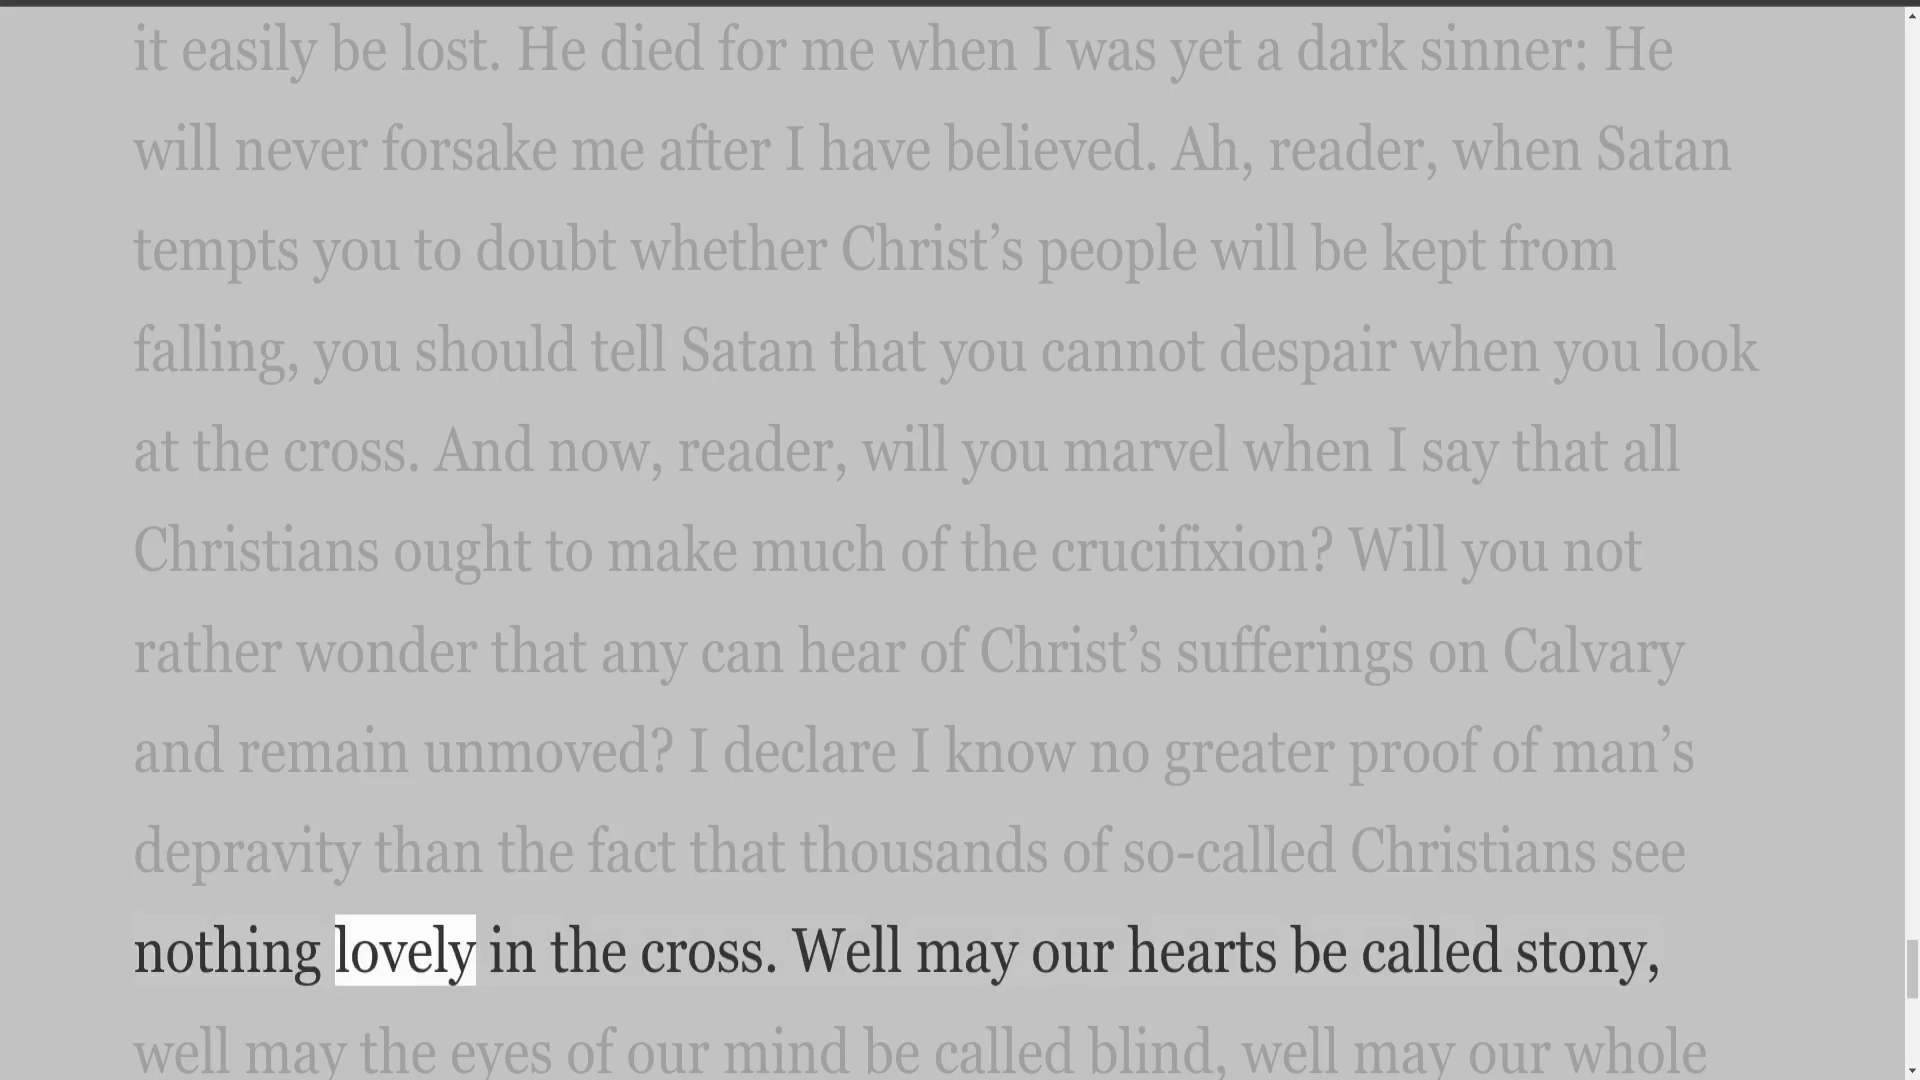 it easily be lost. He died for me when I was yet a dark sinner: He
will never forsake me after I have believed. Ah, reader, when Satan
tempts you to doubt whether Christ’s people will be kept from
falling, you should tell Satan that you cannot despair when you look
at the cross. And now, reader, will you marvel when I say that all
Christians ought to make much of the crucifixion? Will you not
rather wonder that any can hear of Christ’s sufferings on Calvary
and remain unmoved? I declare I know no greater proof of man’s
depravity than the fact that thousands of so-called Christians see
nothing lovely in the cross. Well may our hearts be called stony,
well may the eyes of our mind be called blind, well may our whole